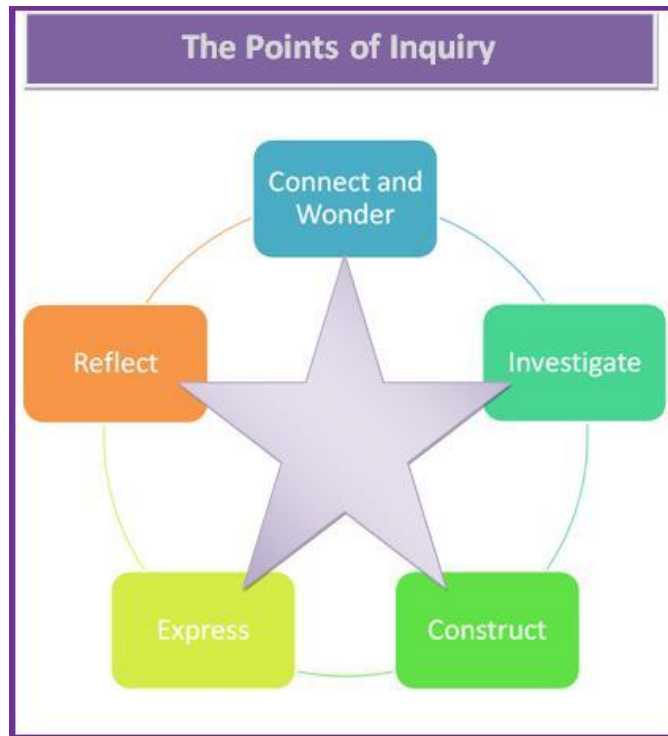 The Points of Inquiry
Connect and
Wonder
Investigate
Construct
Express
Reflect